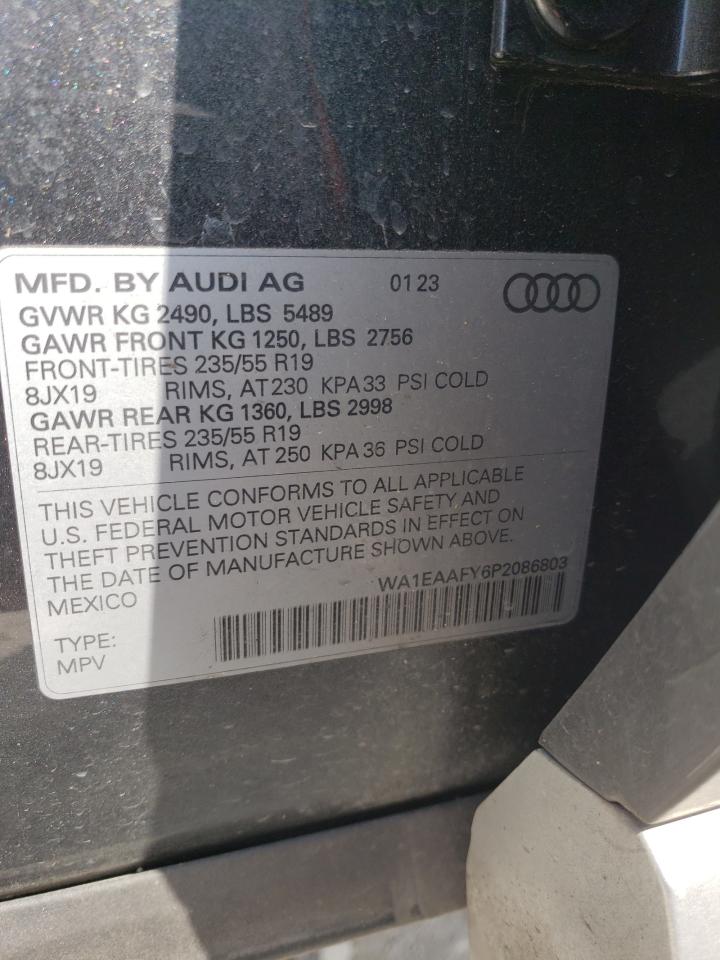 MFD. BY AUDI AG 01 23
GVWR KG 2490, LBS 5489
GAWR FRONT KG 1250, LBS 2756
FRONT-TIRES 235/55 R19
8JX19 RIMS, AT 230 KPA 33 PSI COLD
GAWR REAR KG 1360, LBS 2998
REAR-TIRES 235/55 R19
8JX19 RIMS, AT 250 KPA 36 PSI COLD
THIS VEHICLE CONFORMS TO ALL APPLICABLE
U.S. FEDERAL MOTOR VEHICLE SAFETY AND
THEFT PREVENTION STANDARDS IN EFFECT ON
THE DATE OF MANUFACTURE SHOWN ABOVE.
MEXICO WA1EAAFY6P2086803
TYPE:
MPV